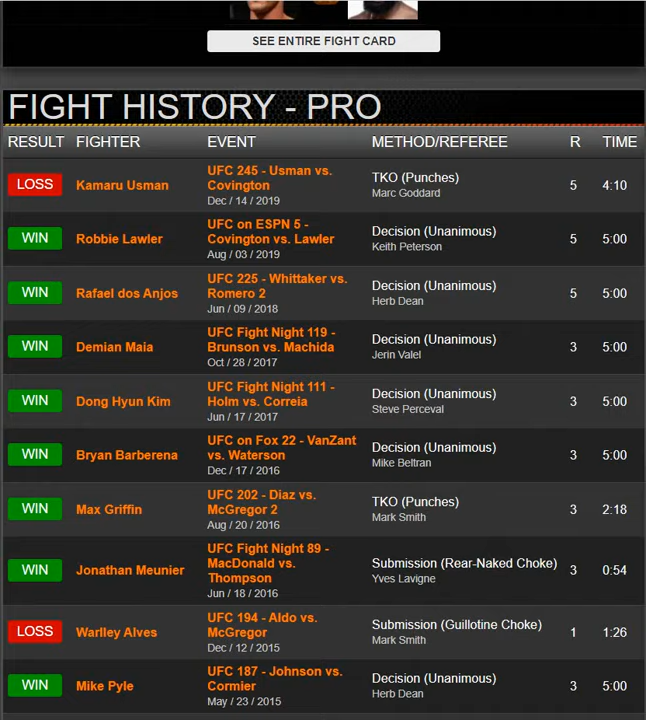 SEE ENTIRE FIGHT CARD
FIGHT HISTORY - PRO
RESULT FIGHTER EVENT METHOD/REFEREE R TIME
LOSS Kamaru Usman UFC 245 - Usman vs. Covington TKO (Punches) 5 4:10
Dec / 14 / 2019 Marc Goddard
WIN Robbie Lawler UFC on ESPN 5 - Covington vs. Lawler Decision (Unanimous) 5 5:00
Aug / 03 / 2019 Keith Peterson
WIN Rafael dos Anjos UFC 225 - Whittaker vs. Romero 2 Decision (Unanimous) 5 5:00
Jun / 09 / 2018 Herb Dean
WIN Demian Maia UFC Fight Night 119 - Brunson vs. Machida Decision (Unanimous) 3 5:00
Oct / 28 / 2017 Jerin Valel
WIN Dong Hyun Kim UFC Fight Night 111 - Holm vs. Correia Decision (Unanimous) 3 5:00
Jun / 17 / 2017 Steve Perceval
WIN Bryan Barberena UFC on Fox 22 - VanZant vs. Waterson Decision (Unanimous) 3 5:00
Dec / 17 / 2016 Mike Beltran
WIN Max Griffin UFC 202 - Diaz vs. McGregor 2 TKO (Punches) 3 2:18
Aug / 20 / 2016 Mark Smith
WIN Jonathan Meunier UFC Fight Night 89 - MacDonald vs. Thompson Submission (Rear-Naked Choke) 3 0:54
Jun / 18 / 2016 Yves Lavigne
LOSS Warlley Alves UFC 194 - Aldo vs. McGregor Submission (Guillotine Choke) 1 1:26
Dec / 12 / 2015 Mark Smith
WIN Mike Pyle UFC 187 - Johnson vs. Cormier Decision (Unanimous) 3 5:00
May / 23 / 2015 Herb Dean